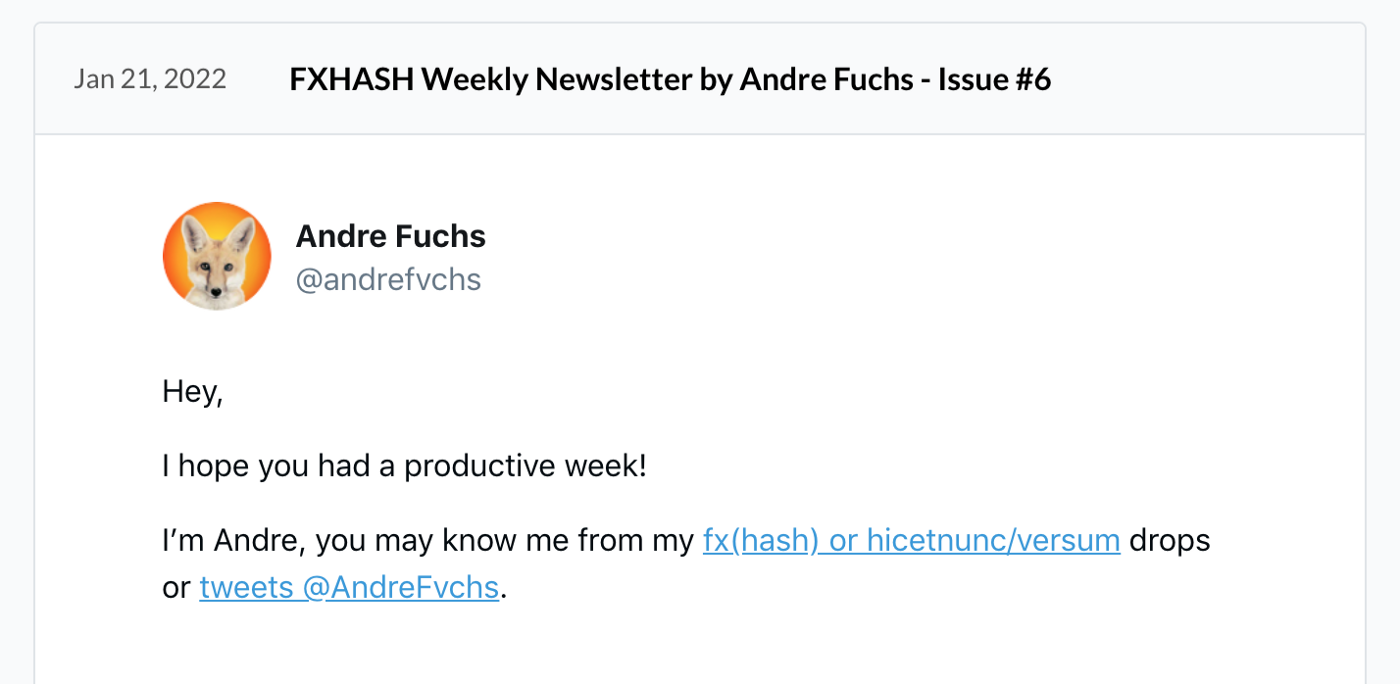 Jan 21, 2022 FXHASH Weekly Newsletter by Andre Fuchs - Issue #6
Andre Fuchs
@andrefvchs
Hey,
I hope you had a productive week!
I’m Andre, you may know me from my fx(hash) or hicetnunc/versum drops
or tweets @AndreFvchs.